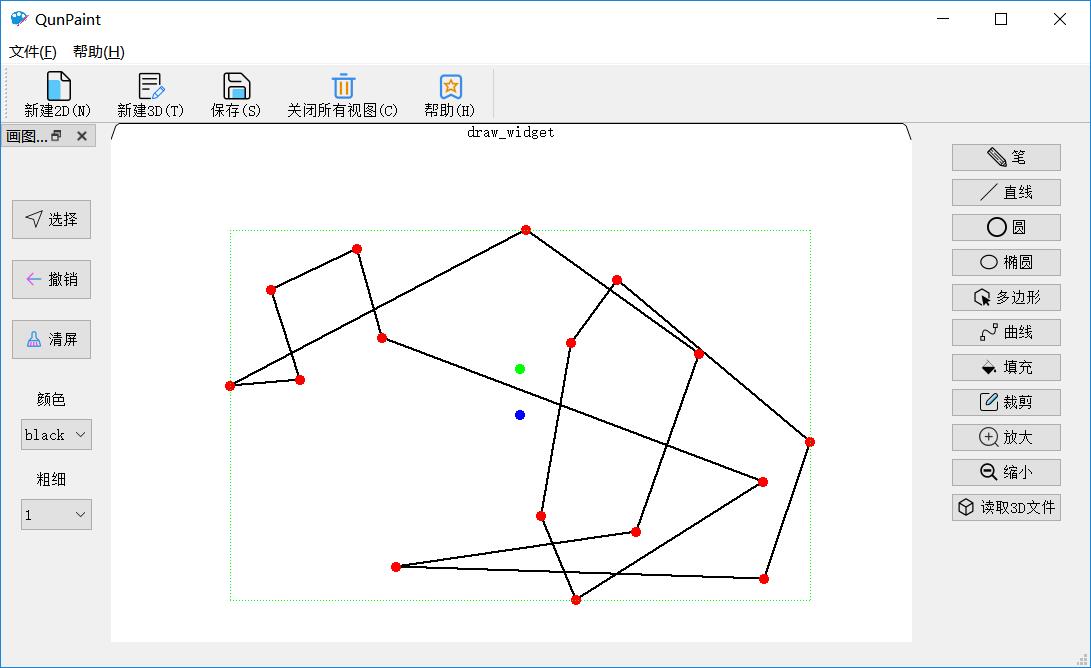 QunPaint
文件(F) 帮助(H)
新建2D(N) 新建3D(T) 保存(S) 关闭所有视图(C) 帮助(H)
画图...
draw_widget
选择
撤销
清屏
颜色
black
粗细
1
笔
直线
圆
椭圆
多边形
曲线
填充
裁剪
放大
缩小
读取3D文件